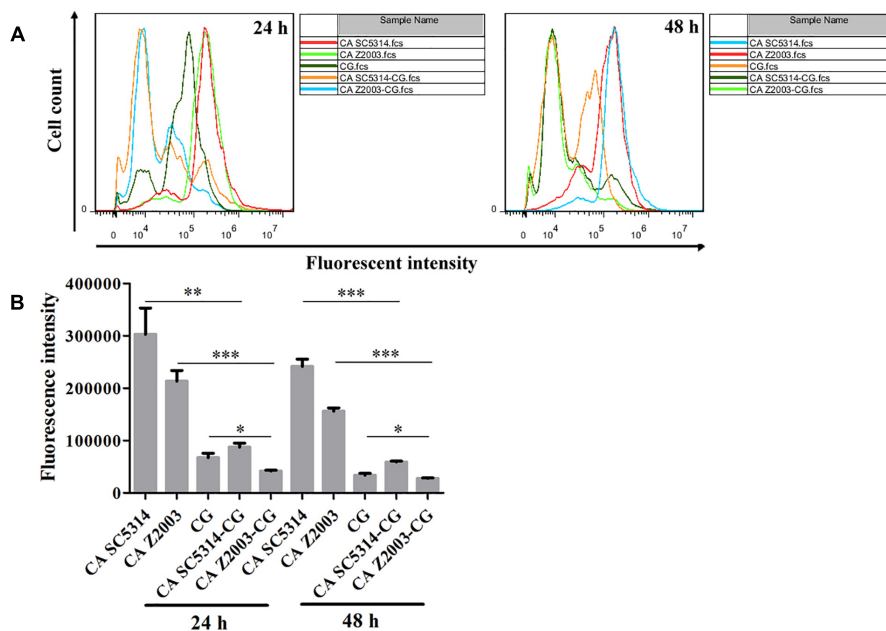 A
24 h
Sample Name
CA SC5314.fcs
CA Z2003.fcs
CG.fcs
CA SC5314-CG.fcs
CA Z2003-CG.fcs
48 h
Sample Name
CA SC5314.fcs
CA Z2003.fcs
CG.fcs
CA SC5314-CG.fcs
CA Z2003-CG.fcs
Cell count
0
0 10^4 10^5 10^6 10^7
0
0 10^4 10^5 10^6 10^7
Fluorescent intensity
B
Fluorescence intensity
400000
300000
200000
100000
0
**
***
*
***
***
*
CA SC5314
CA Z2003
CG
CA SC5314-CG
CA Z2003-CG
CA SC5314
CA Z2003
CG
CA SC5314-CG
CA Z2003-CG
24 h
48 h